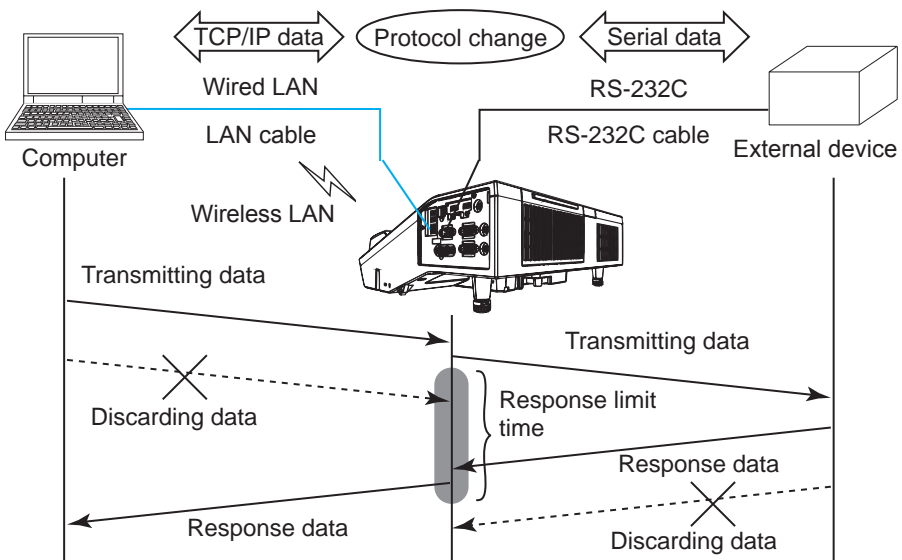 TCP/IP data
Protocol change
Serial data
Wired LAN
RS-232C
LAN cable
RS-232C cable
Computer
External device
Wireless LAN
Transmitting data
Transmitting data
Discarding data
Response limit
time
Response data
Response data
Discarding data